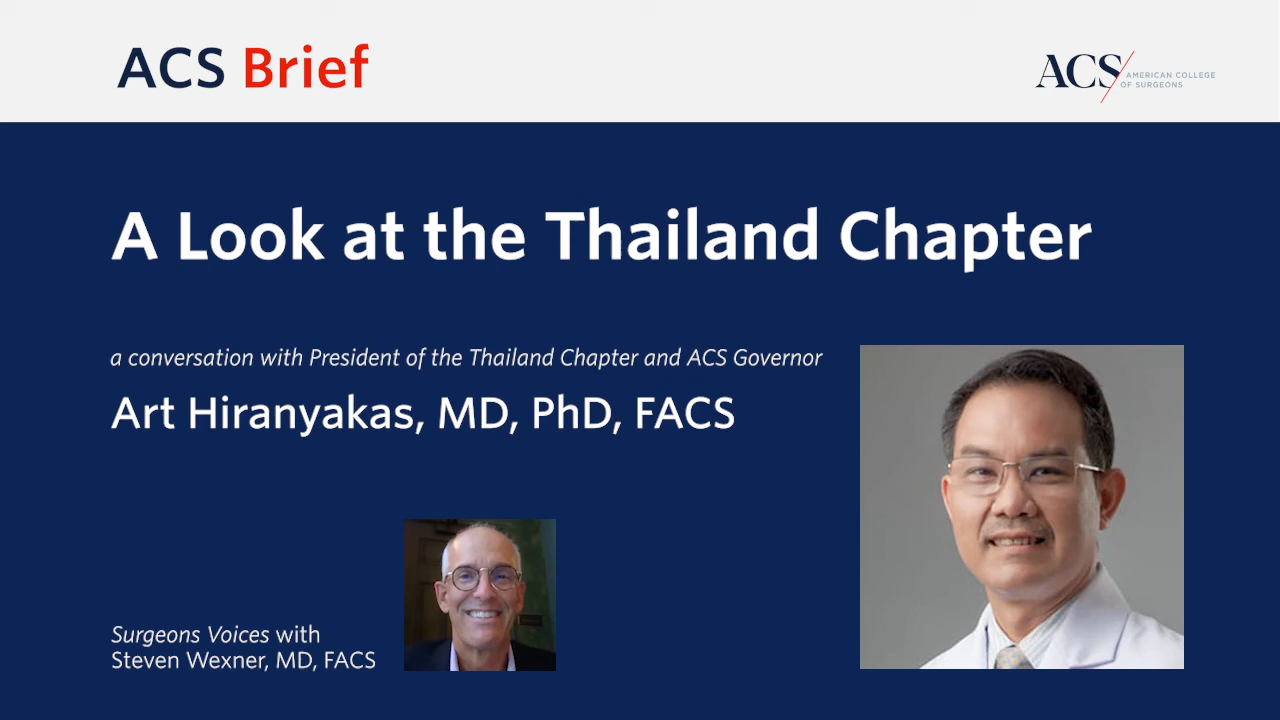 ACS Brief
ACS AMERICAN COLLEGE
OF SURGEONS
A Look at the Thailand Chapter
a conversation with President of the Thailand Chapter and ACS Governor
Art Hiranyakas, MD, PhD, FACS
Surgeons Voices with
Steven Wexner, MD, FACS